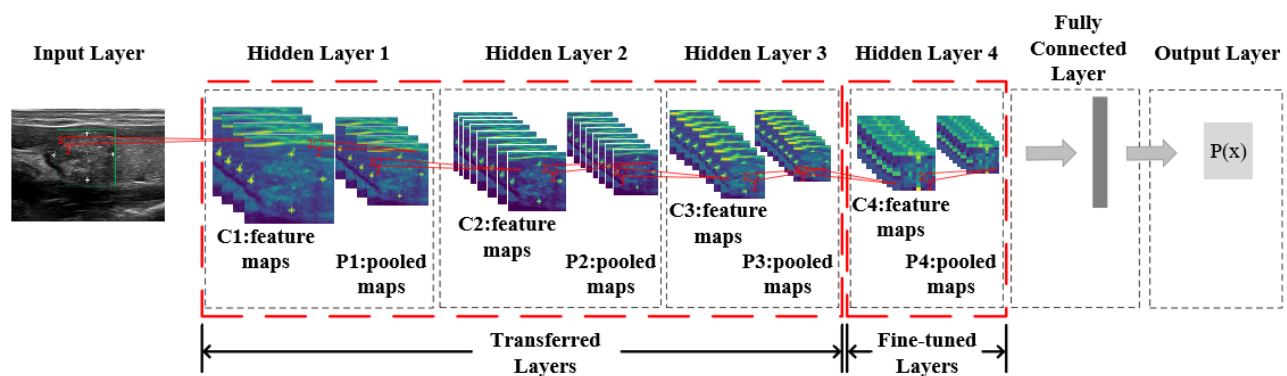 Input Layer
Hidden Layer 1
Hidden Layer 2
Hidden Layer 3
Hidden Layer 4
Fully
Connected
Layer
Output Layer
C1:feature
maps
P1:pooled
maps
C2:feature
maps
P2:pooled
maps
C3:feature
maps
P3:pooled
maps
C4:feature
maps
P4:pooled
maps
P(x)
Transferred
Layers
Fine-tuned
Layers